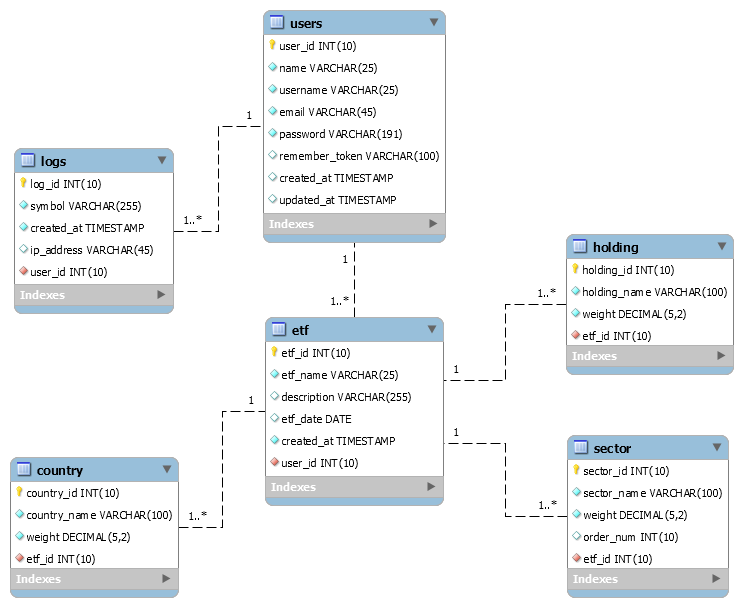 users
user_id INT(10)
name VARCHAR(25)
username VARCHAR(25)
email VARCHAR(45)
password VARCHAR(191)
remember_token VARCHAR(100)
created_at TIMESTAMP
updated_at TIMESTAMP
Indexes
1
1..*
logs
log_id INT(10)
symbol VARCHAR(255)
created_at TIMESTAMP
ip_address VARCHAR(45)
user_id INT(10)
Indexes
1
1..*
etf
etf_id INT(10)
etf_name VARCHAR(25)
description VARCHAR(255)
etf_date DATE
created_at TIMESTAMP
user_id INT(10)
Indexes
1
1..*
holding
holding_id INT(10)
holding_name VARCHAR(100)
weight DECIMAL(5,2)
etf_id INT(10)
Indexes
1
1..*
country
country_id INT(10)
country_name VARCHAR(100)
weight DECIMAL(5,2)
etf_id INT(10)
Indexes
1
1..*
sector
sector_id INT(10)
sector_name VARCHAR(100)
weight DECIMAL(5,2)
order_num INT(10)
etf_id INT(10)
Indexes